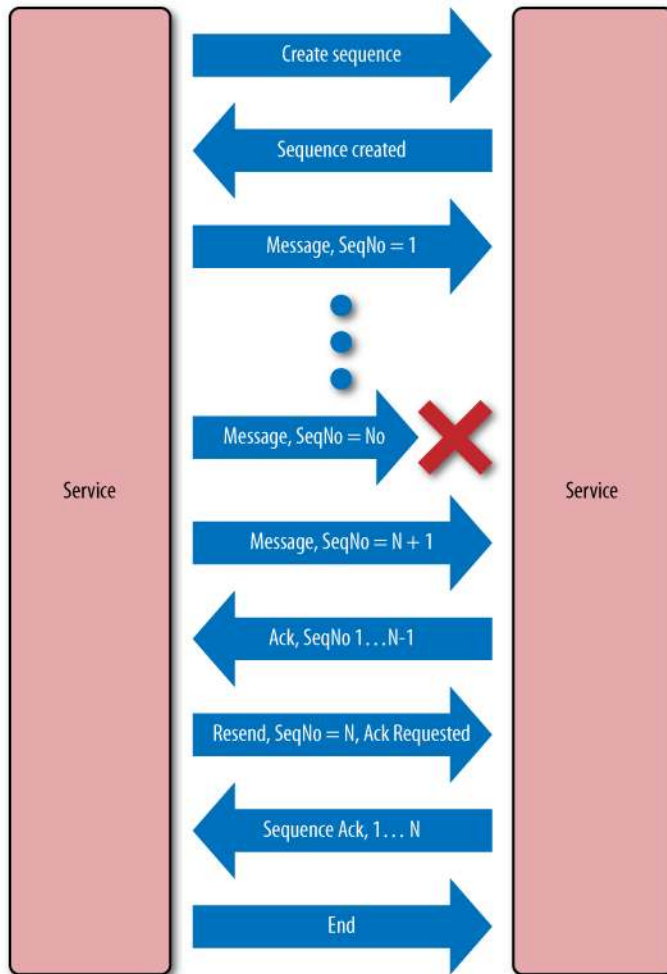 Create sequence
Sequence created
Message, SeqNo = 1
Message, SeqNo = No
Service
Service
Message, SeqNo = N + 1
Ack, SeqNo 1…N-1
Resend, SeqNo = N, Ack Requested
Sequence Ack, 1… N
End